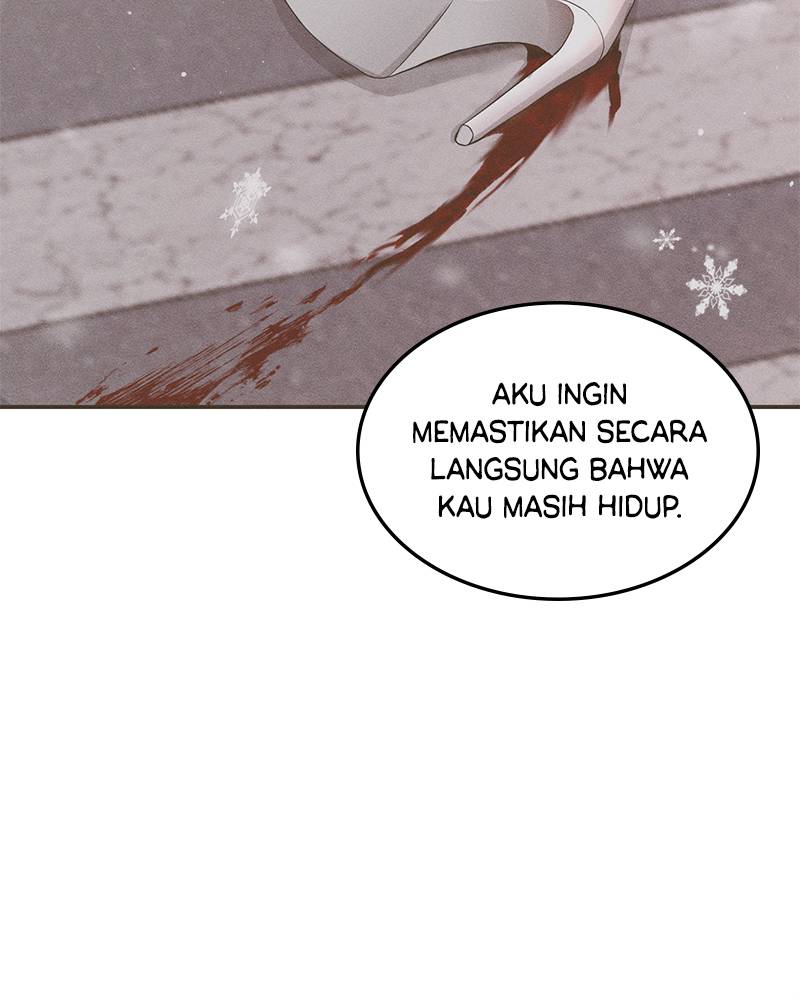 AKU INGIN
MEMASTIKAN SECARA
LANGSUNG BAHWA
KAU MASIH HIDUP.